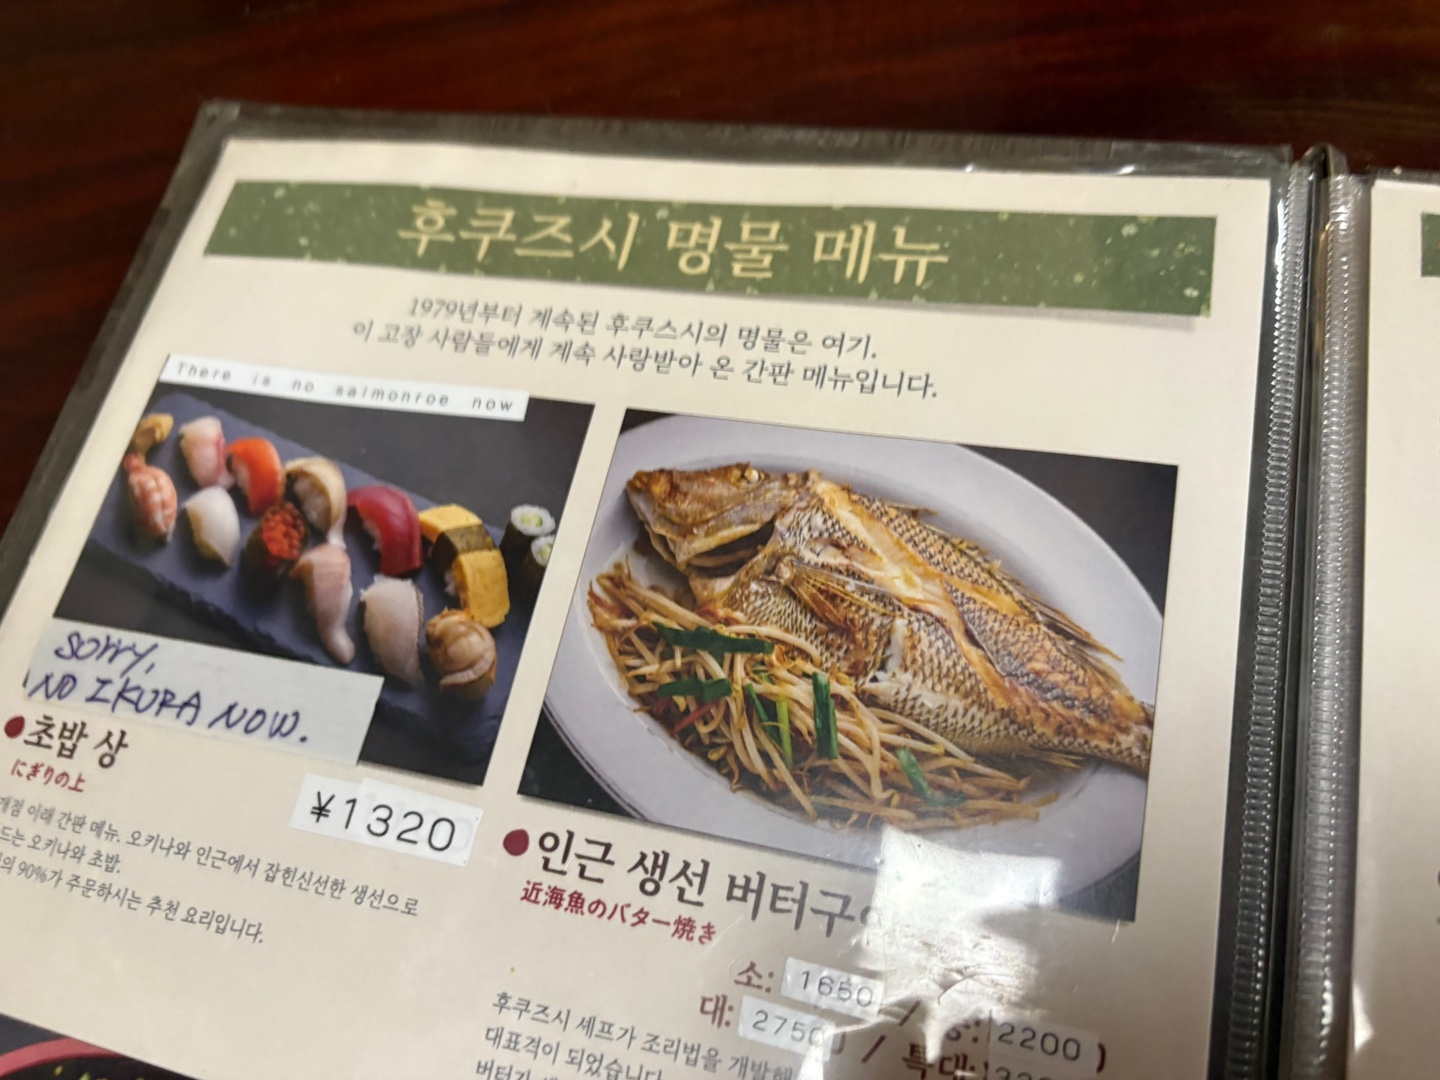 후쿠즈시 명물 메뉴
1979년부터 계속된 후쿠스시의 명물은 여기.
이 고장 사람들에게 계속 사랑받아 온 간판 메뉴입니다.
There is no salmonroe now
sorry,
NO IKURA NOW.
초밥 상
にぎりの上
¥1320
개점 이래 간판 메뉴. 오키나와 인근에서 잡힌신선한 생선으로
오키나와 초밥.
90%가 주문하시는 추천 요리입니다.
인근 생선 버터구
近海魚のバター焼き
소: 1650 / 2200 )
대: 2750 / 특대:
후쿠즈시 셰프가 조리법을
대표격이 되었습니다
버터가